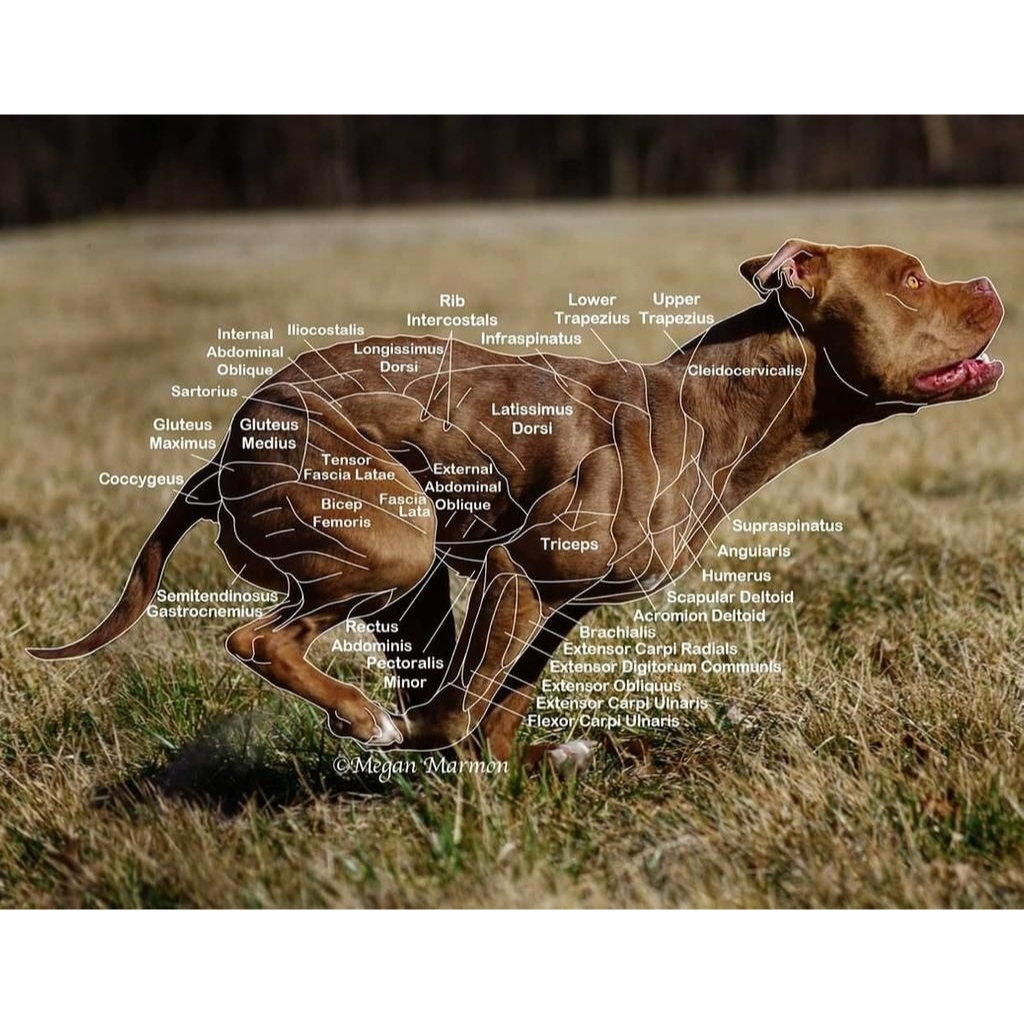 Rib
Intercostals
Lower
Trapezius
Upper
Trapezius
Internal
Abdominal
Oblique
Iliocostalis
Longissimus
Dorsi
Infraspinatus
Cleidocervicalis
Sartorius
Latissimus
Dorsi
Gluteus
Maximus
Gluteus
Medius
Coccygeus
Tensor
Fascia Latae
External
Abdominal
Oblique
Fascia
Lata
Bicep
Femoris
Triceps
Supraspinatus
Anguiaris
Humerus
Scapular Deltoid
Acromion Deltoid
Semitendinosus
Gastrocnemius
Rectus
Abdominis
Pectoralis
Minor
Brachialis
Extensor Carpi Radials
Extensor Digitorum Communis
Extensor Obliquus
Extensor Carpi Ulnaris
Flexor Carpi Ulnaris
©Megan Marmon